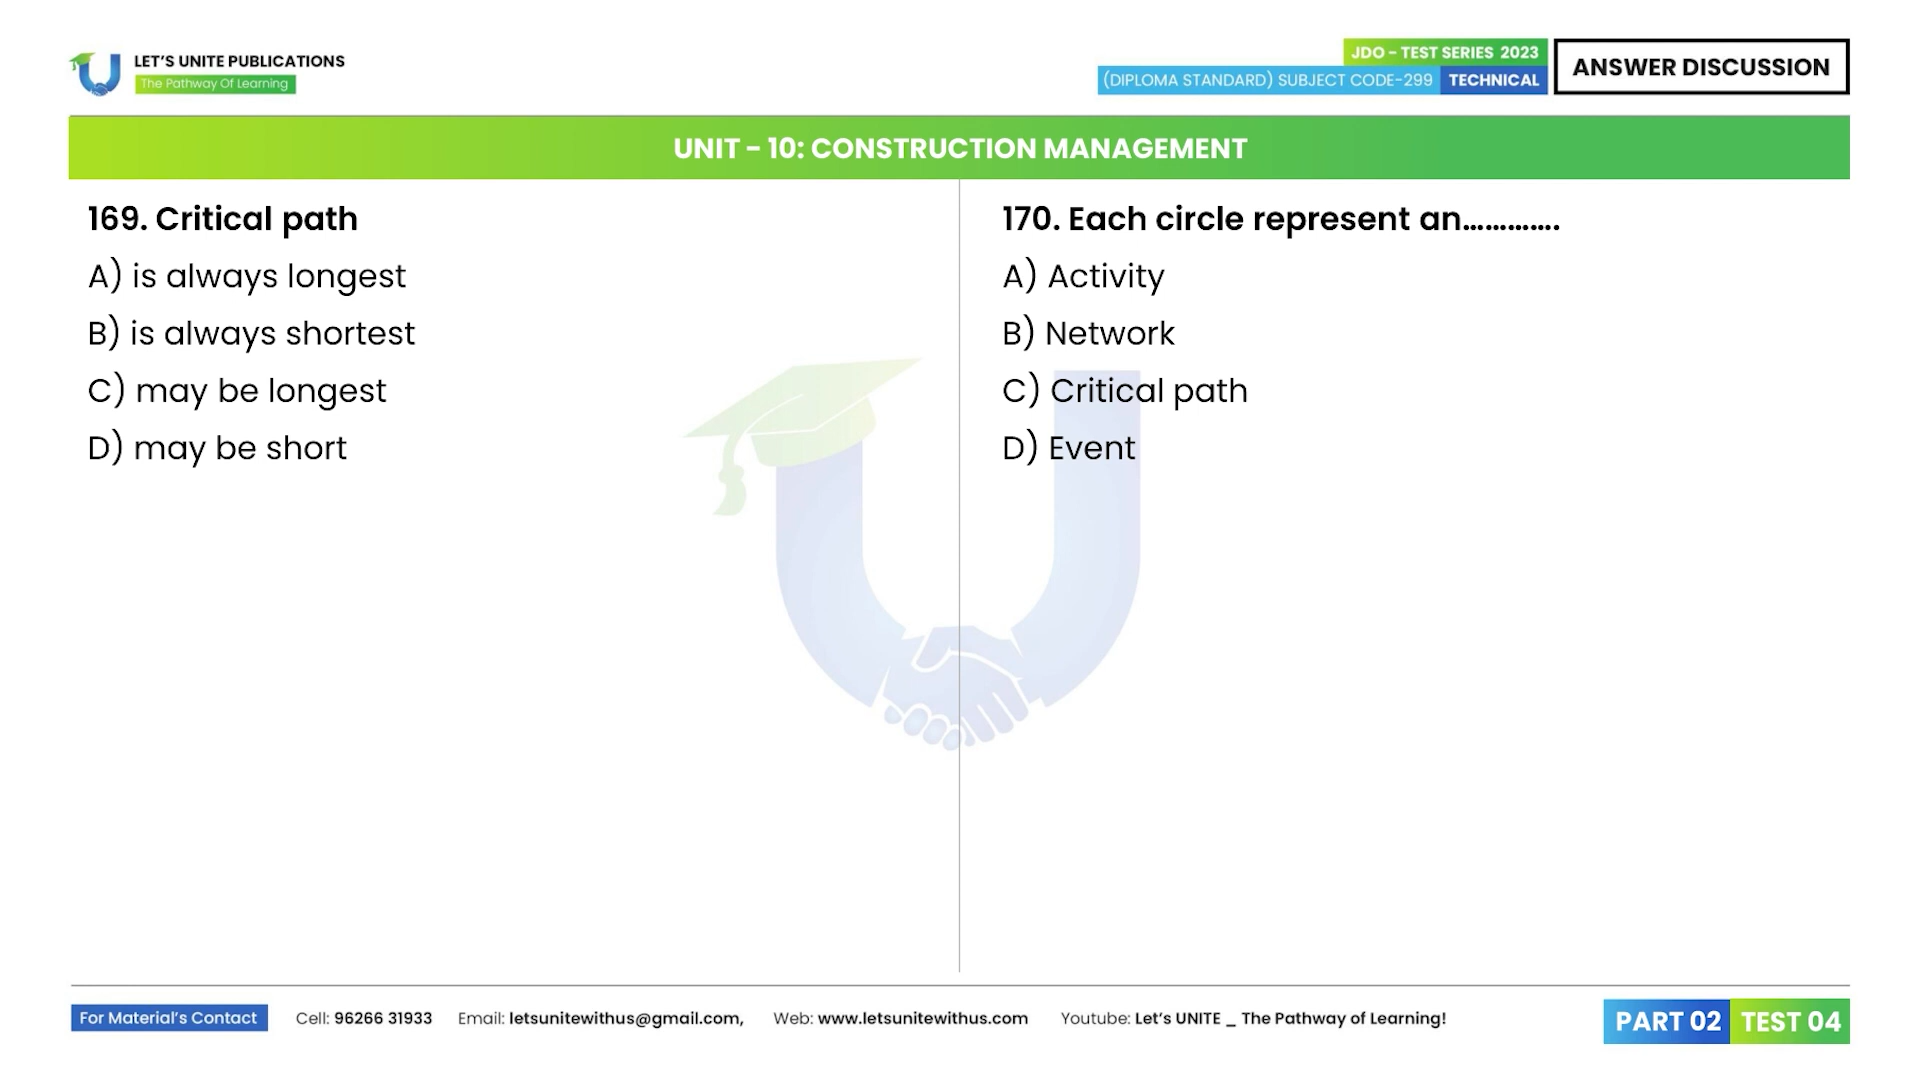 LET'S UNITE PUBLICATIONS
The Pathway Of Learning
JDO - TEST SERIES 2023
(DIPLOMA STANDARD) SUBJECT CODE-299 TECHNICAL
ANSWER DISCUSSION
UNIT - 10: CONSTRUCTION MANAGEMENT
169. Critical path
A) is always longest
B) is always shortest
C) may be longest
D) may be short
170. Each circle represent an.............
A) Activity
B) Network
C) Critical path
D) Event
For Material's Contact Cell: 96266 31933 Email: letsunitewithus@gmail.com, Web: www.letsunitewithus.com Youtube: Let's UNITE _ The Pathway of Learning! PART 02 TEST 04